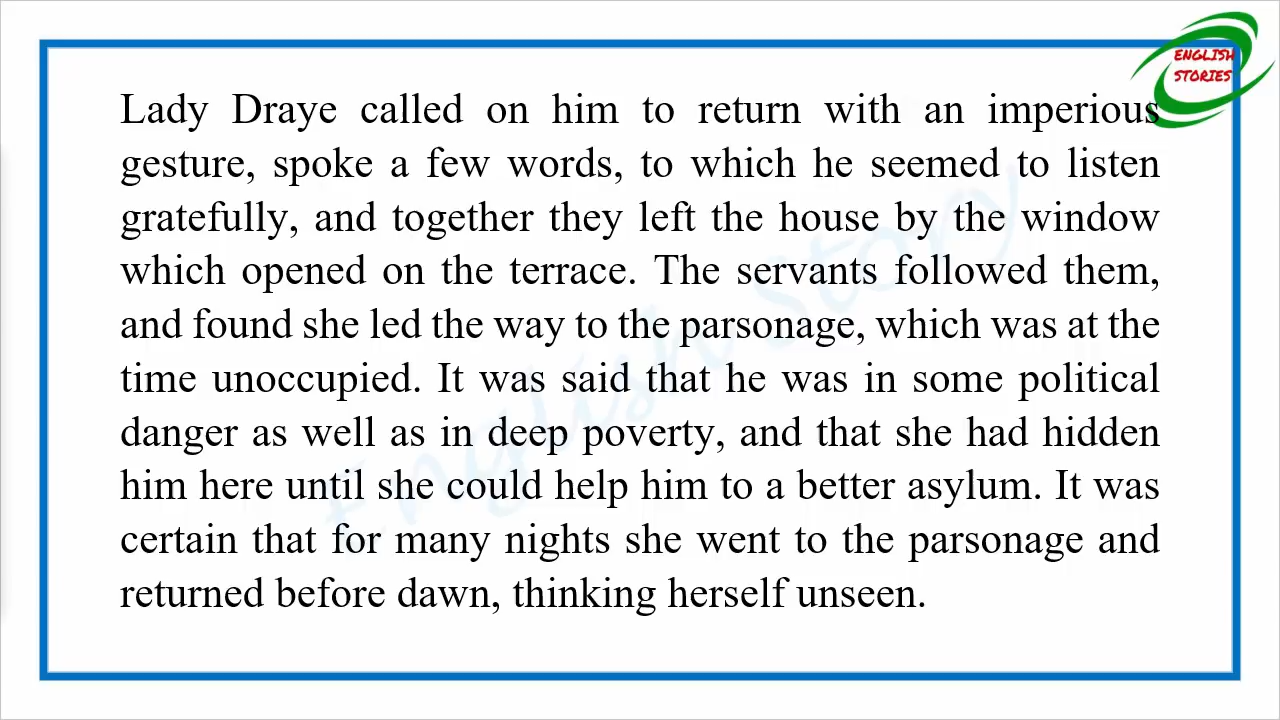 ENGLISH
STORIES
Lady Draye called on him to return with an imperious
gesture, spoke a few words, to which he seemed to listen
gratefully, and together they left the house by the window
which opened on the terrace. The servants followed them,
and found she led the way to the parsonage, which was at the
time unoccupied. It was said that he was in some political
danger as well as in deep poverty, and that she had hidden
him here until she could help him to a better asylum. It was
certain that for many nights she went to the parsonage and
returned before dawn, thinking herself unseen.
English Story